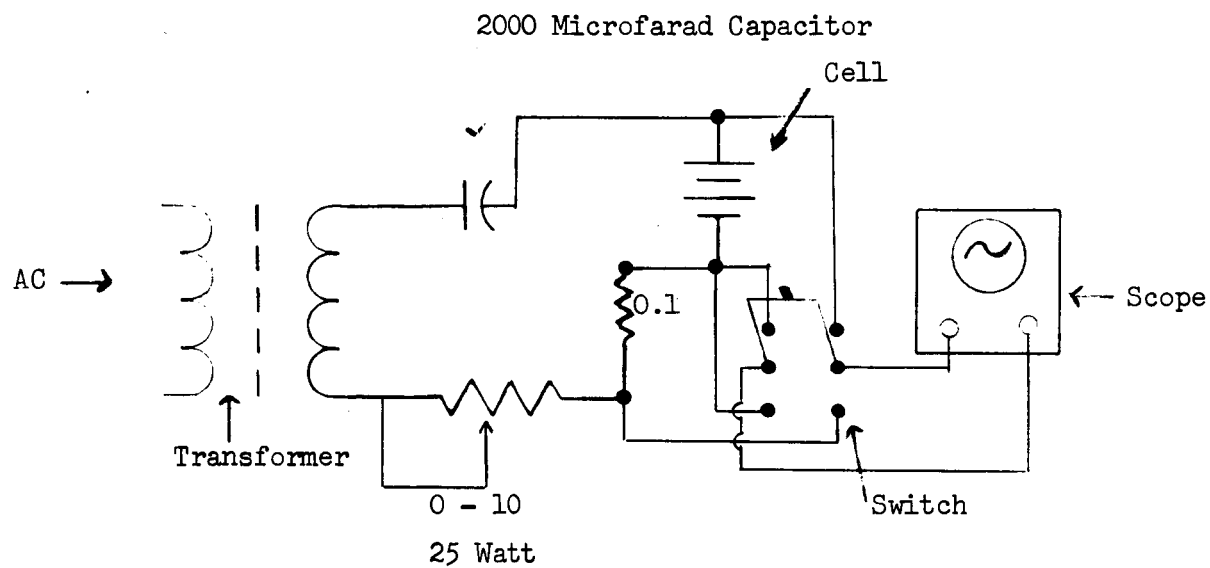 2000 Microfarad Capacitor
Cell
AC
0.1
Scope
Transformer
0 - 10
Switch
25 Watt